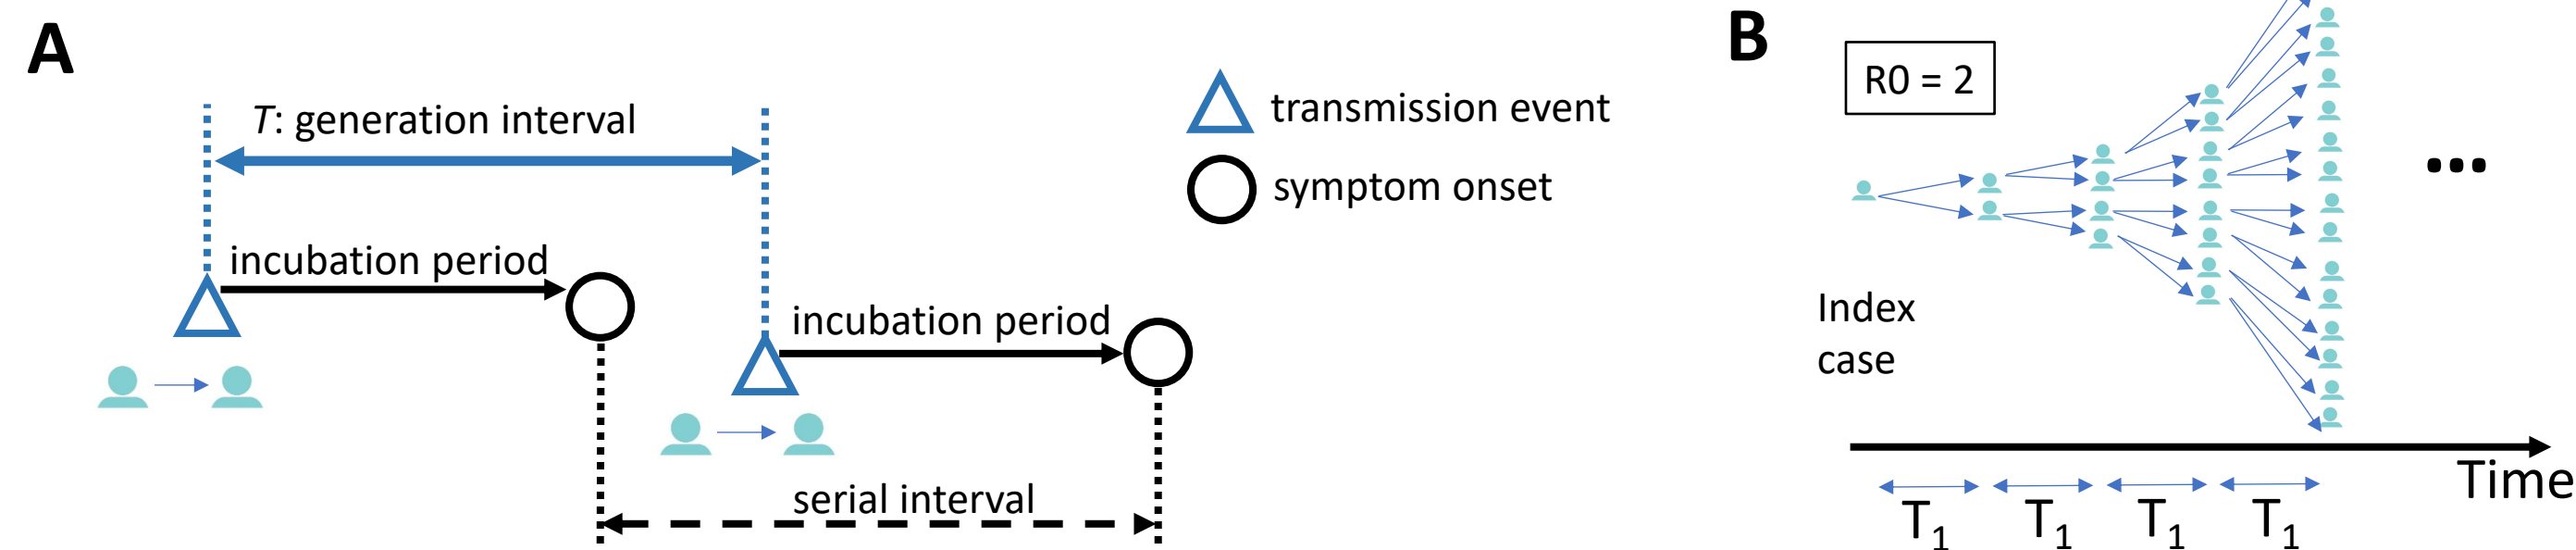 A
T: generation interval
incubation period
incubation period
serial interval
transmission event
symptom onset
B
R0 = 2
...
Index
case
Time
T1 T1 T1 T1